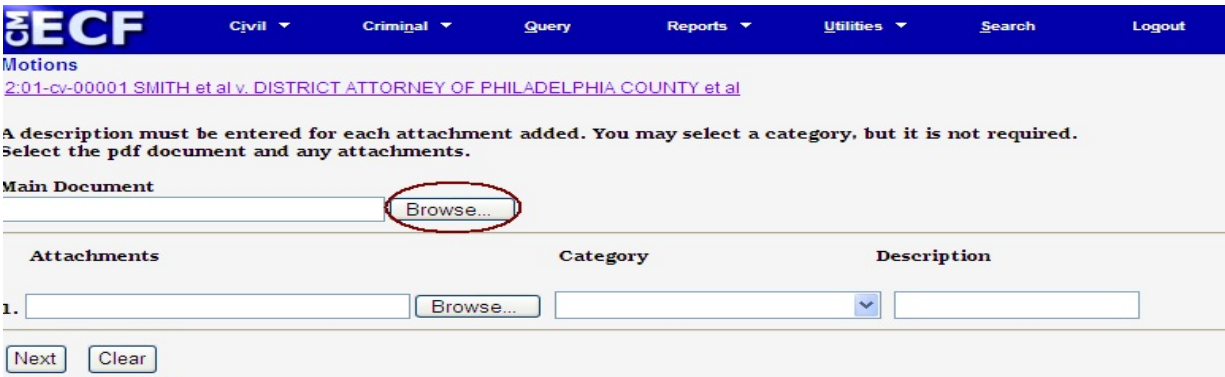 CM ECF Civil Criminal Query Reports Utilities Search Logout
Motions
2:01-cv-00001 SMITH et al v. DISTRICT ATTORNEY OF PHILADELPHIA COUNTY et al
A description must be entered for each attachment added. You may select a category, but it is not required.
Select the pdf document and any attachments.
Main Document
Browse...
Attachments Category Description
1. Browse...
Next Clear